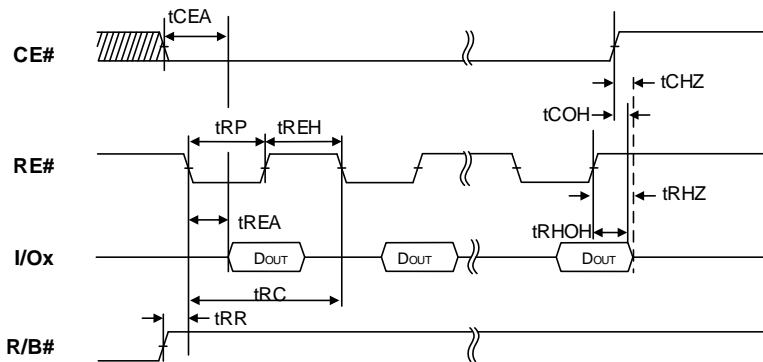 tCEA
CE#
tCHZ
tCOH
tRP
tREH
RE#
tREA
tRHZ
tRHOH
I/Ox
DOUT
DOUT
DOUT
tRC
tRR
R/B#